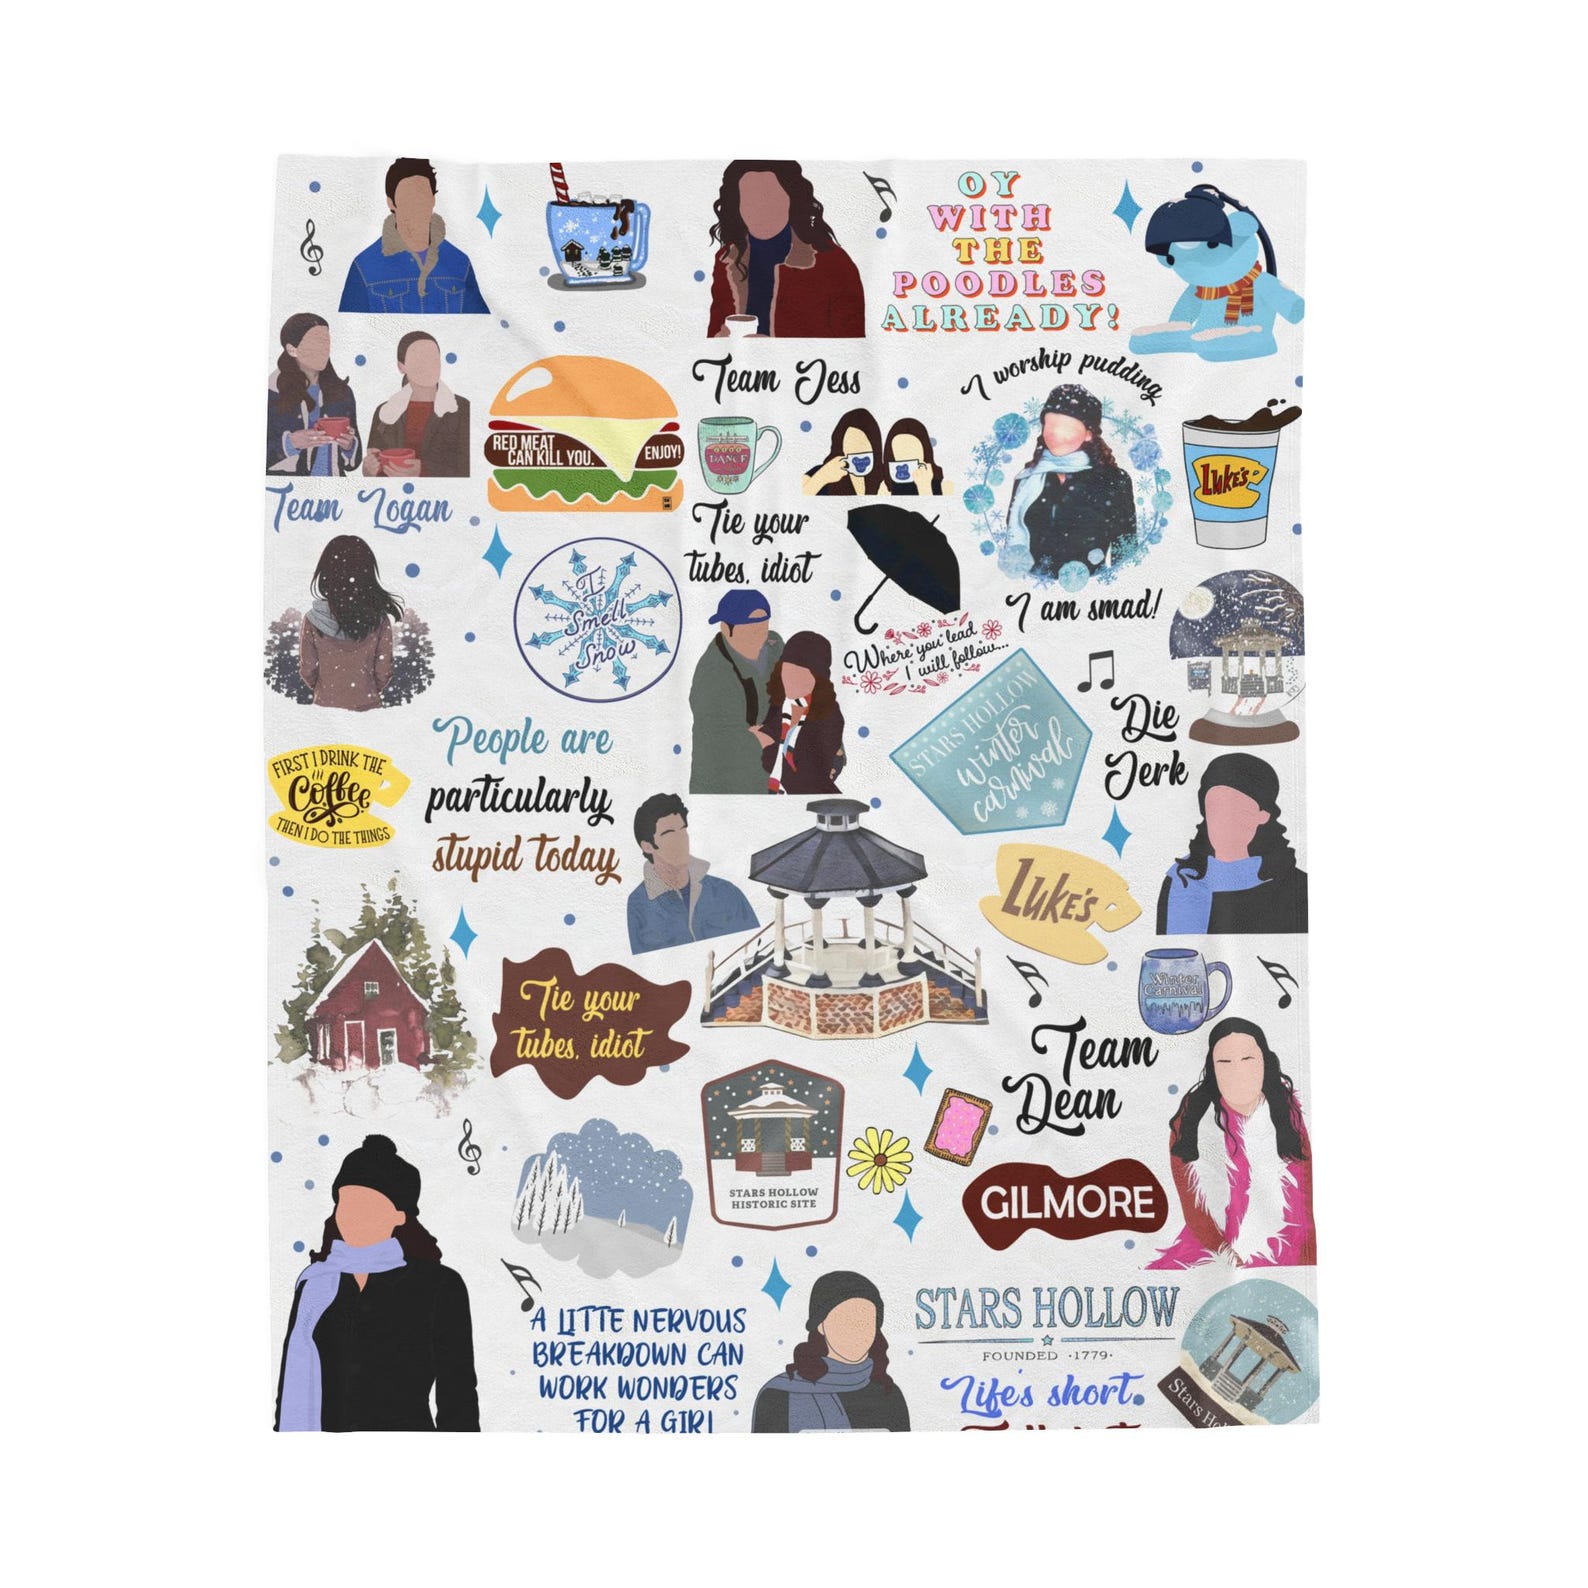 OY
WITH
THE
POODLES
ALREADY!
Team Jess
I worship pudding
RED MEAT
CAN KILL YOU.
ENJOY!
DANCE
LUKE'S
Team Logan
Tie your
tubes, idiot
I
Smell
Snow
I am smad!
Where you lead
I will follow...
STARS HOLLOW
winter
carnival
Die
Jerk
People are
particularly
stupid today
FIRST I DRINK THE
Coffee
THEN I DO THE THINGS
LUKE'S
Winter
Carnival
Tie your
tubes, idiot
Team
Dean
STARS HOLLOW
HISTORIC SITE
GILMORE
A LITTE NERVOUS
BREAKDOWN CAN
WORK WONDERS
FOR A GIRL
STARS HOLLOW
FOUNDED ·1779·
Life's short.
Stars Ho